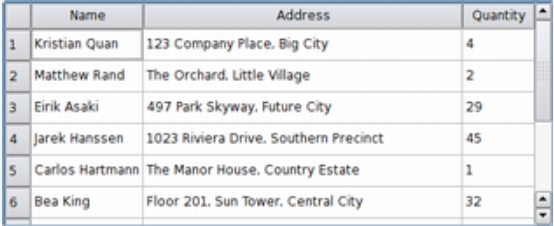 Name Address Quantity
1 Kristian Quan 123 Company Place, Big City 4
2 Matthew Rand The Orchard, Little Village 2
3 Eirik Asaki 497 Park Skyway, Future City 29
4 Jarek Hanssen 1023 Riviera Drive, Southern Precinct 45
5 Carlos Hartmann The Manor House, Country Estate 1
6 Bea King Floor 201, Sun Tower, Central City 32